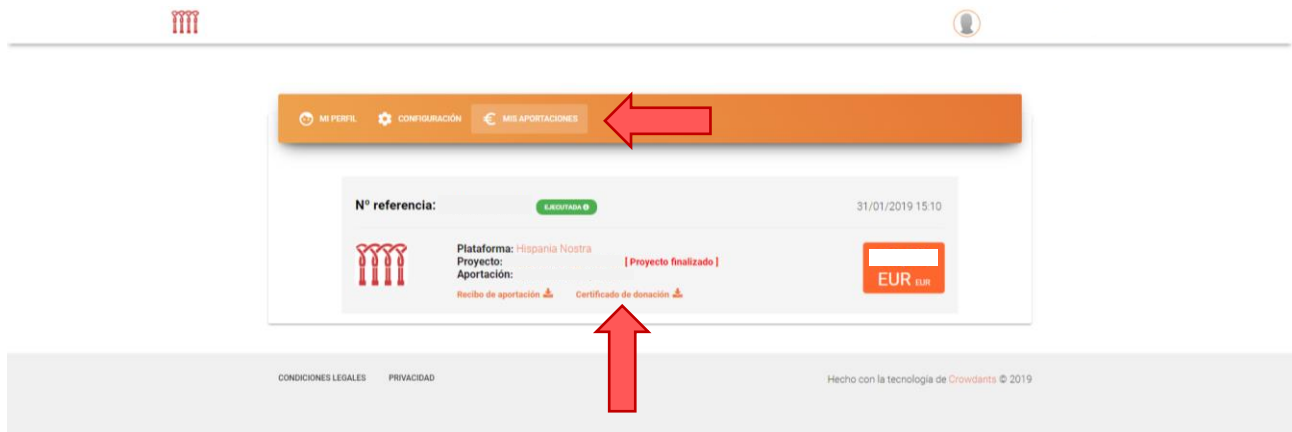 MI PERFIL CONFIGURACIÓN € MIS APORTACIONES
Nº referencia: EJECUTADA 31/01/2019 15:10
Plataforma: Hispania Nostra
Proyecto: [ Proyecto finalizado ]
Aportación:
EUR EUR
Recibo de aportación Certificado de donación
CONDICIONES LEGALES PRIVACIDAD Hecho con la tecnología de Crowdants © 2019